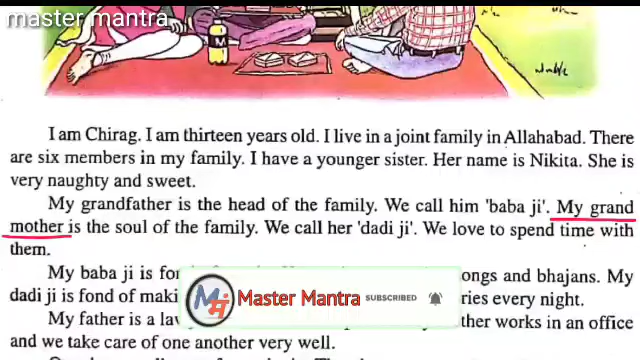 master mantra
I am Chirag. I am thirteen years old. I live in a joint family in Allahabad. There
are six members in my family. I have a younger sister. Her name is Nikita. She is
very naughty and sweet.
My grandfather is the head of the family. We call him 'baba ji'. My grand
mother is the soul of the family. We call her 'dadi ji'. We love to spend time with
them.
My baba ji is ongs and bhajans. My
dadi ji is fond of ries every night.
Master Mantra SUBSCRIBED
My father is a ther works in an office
and we take care of one another very well.